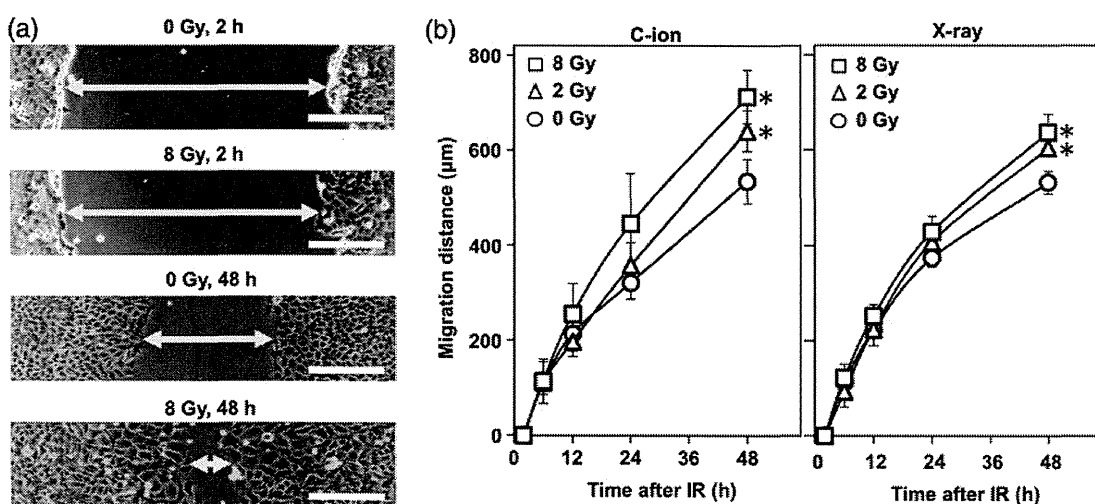 (a)
0 Gy, 2 h
8 Gy, 2 h
0 Gy, 48 h
8 Gy, 48 h
(b)
C-ion
X-ray
8 Gy
2 Gy
0 Gy
8 Gy
2 Gy
0 Gy
*
*
*
*
Migration distance (µm)
800
600
400
200
0
0 12 24 36 48
0 12 24 36 48
Time after IR (h)
Time after IR (h)